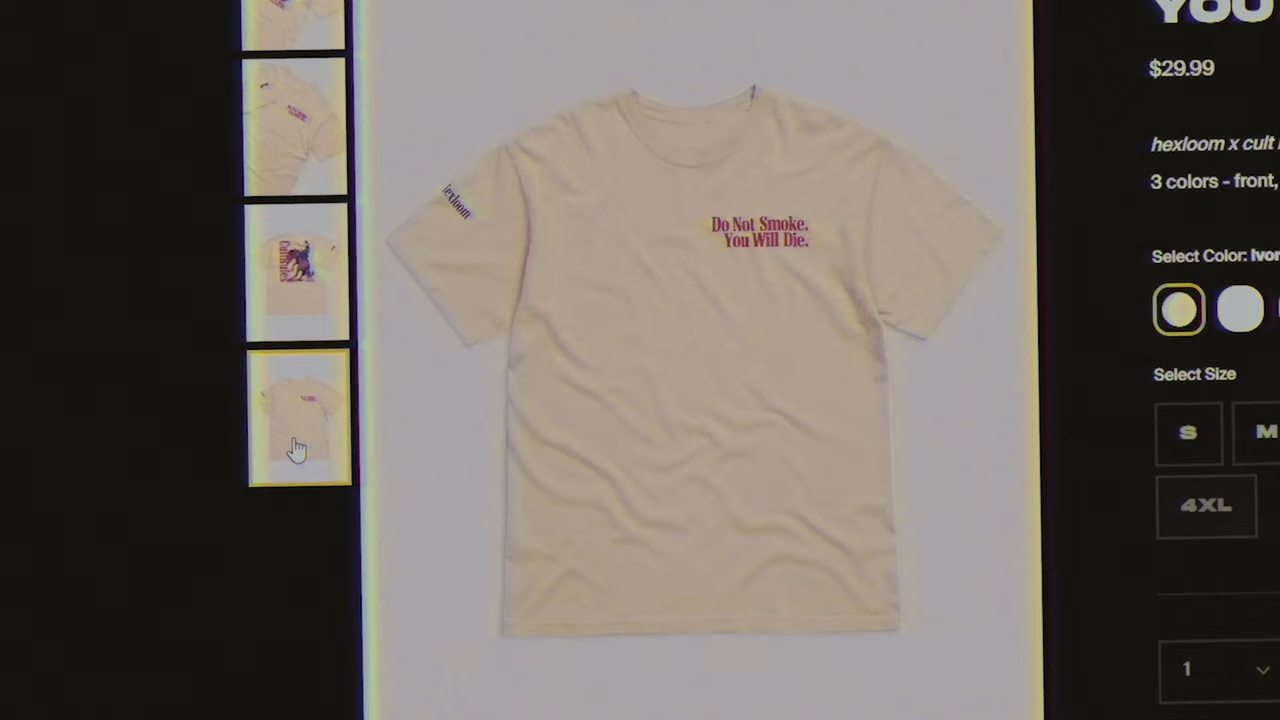 YOU
$29.99
hexloom x cult
3 colors - front,
hexloom
Do Not Smoke.
You Will Die.
Select Color: Ivor
Select Size
S
M
4XL
1